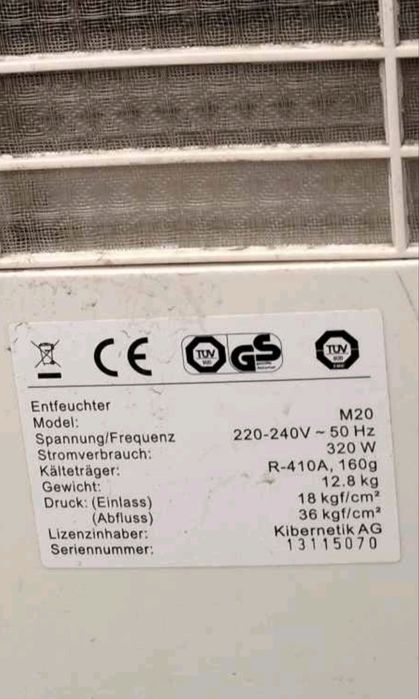 CE TÜV GS TÜV
Entfeuchter
Model: M20
Spannung/Frequenz 220-240V ~ 50 Hz
Stromverbrauch: 320 W
Kälteträger: R-410A, 160g
Gewicht: 12.8 kg
Druck: (Einlass) 18 kgf/cm²
(Abfluss) 36 kgf/cm²
Lizenzinhaber: Kibernetik AG
Seriennummer: 13115070